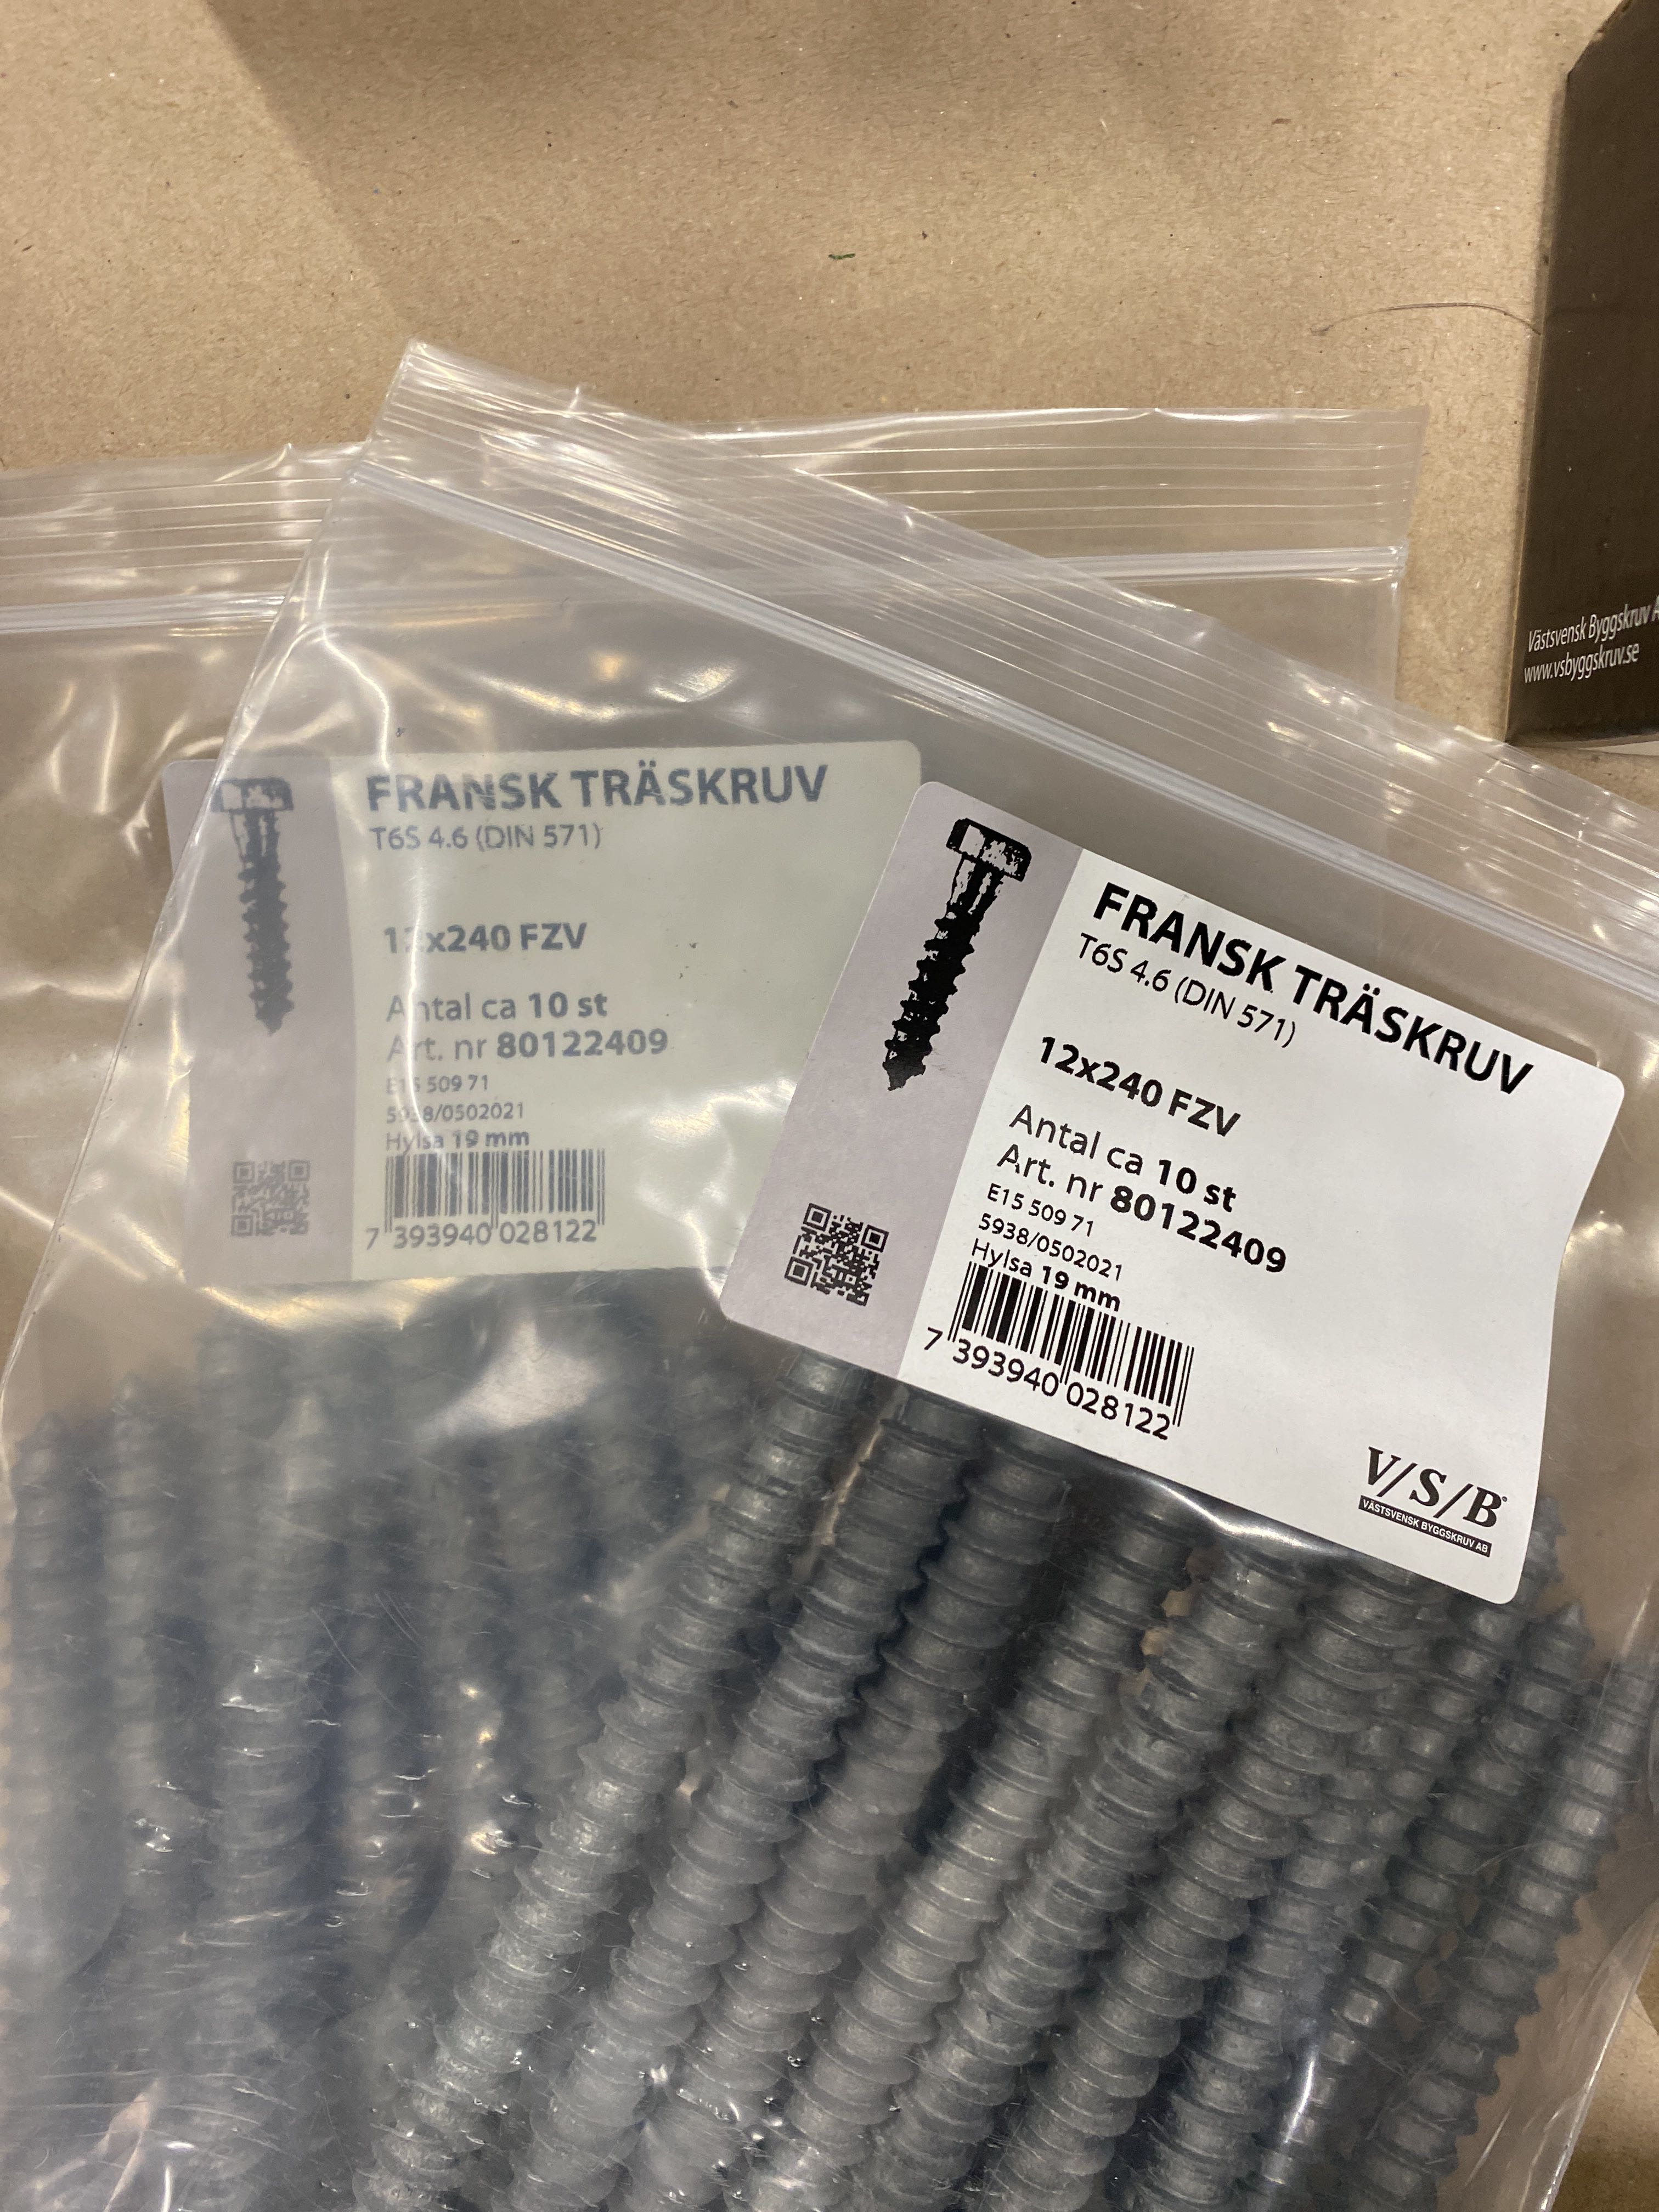 Västsvensk Byggskruv
www.vsbyggskruv.se
FRANSK TRÄSKRUV
T6S 4.6 (DIN 571)
12x240 FZV
Antal ca 10 st
Art. nr 80122409
E15 509 71
5938/0502021
Hylsa 19 mm
7 393940 028122
FRANSK TRÄSKRUV
T6S 4.6 (DIN 571)
12x240 FZV
Antal ca 10 st
Art. nr 80122409
E15 509 71
5938/0502021
Hylsa 19 mm
7 393940 028122
V/S/B®
VÄSTSVENSK BYGGSKRUV AB